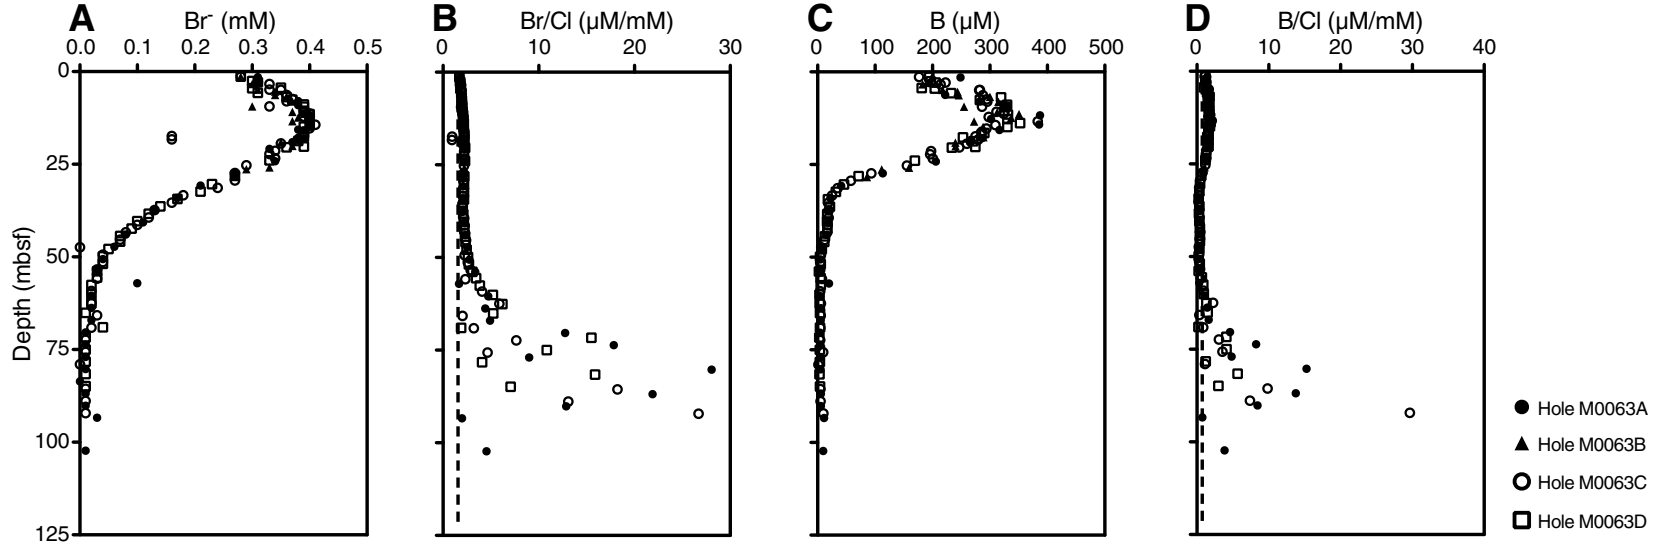 A Br⁻ (mM)
0.0 0.1 0.2 0.3 0.4 0.5
B Br/Cl (µM/mM)
0 10 20 30
C B (µM)
0 100 200 300 400 500
D B/Cl (µM/mM)
0 10 20 30 40
Depth (mbsf)
0
25
50
75
100
125
Hole M0063A
Hole M0063B
Hole M0063C
Hole M0063D